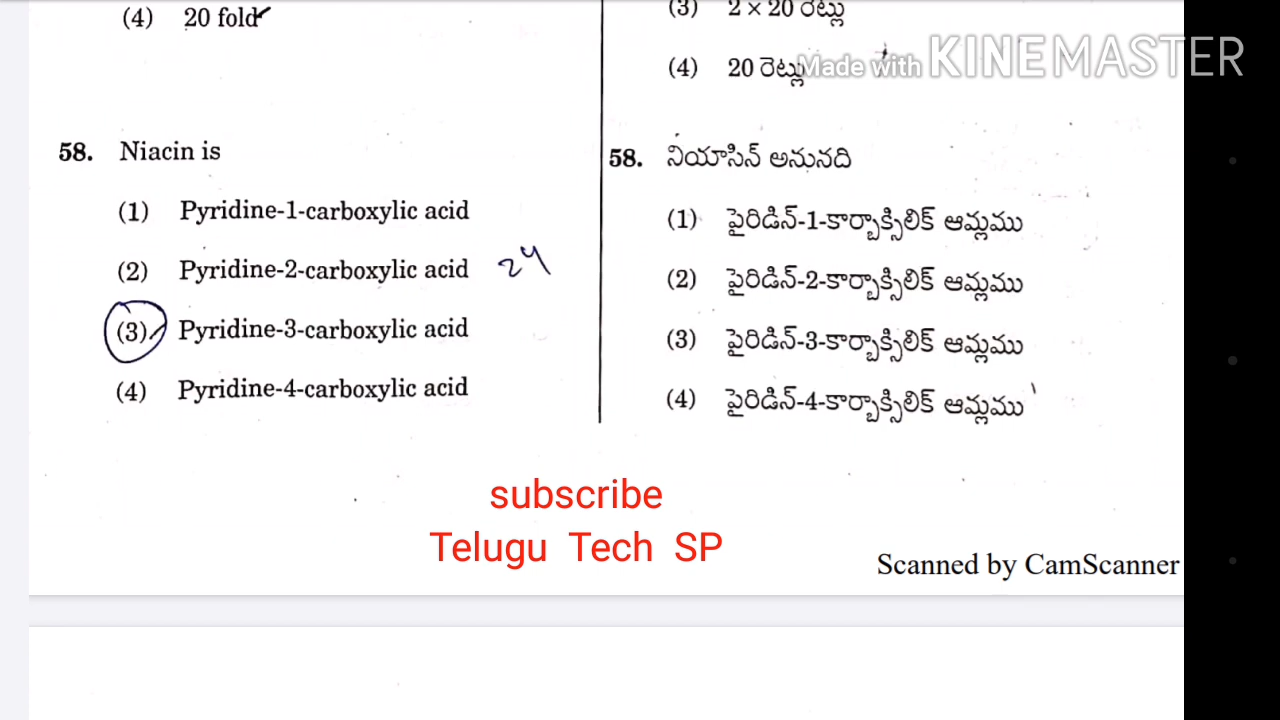 (4) 20 fold
58. Niacin is
(1) Pyridine-1-carboxylic acid
(2) Pyridine-2-carboxylic acid 24
(3) Pyridine-3-carboxylic acid
(4) Pyridine-4-carboxylic acid
(3) 2 × 20 రెట్లు
(4) 20 రెట్లు
Made with KINEMASTER
58. నియాసిన్ అనునది
(1) పైరిడిన్-1-కార్బాక్సిలిక్ ఆమ్లము
(2) పైరిడిన్-2-కార్బాక్సిలిక్ ఆమ్లము
(3) పైరిడిన్-3-కార్బాక్సిలిక్ ఆమ్లము
(4) పైరిడిన్-4-కార్బాక్సిలిక్ ఆమ్లము
subscribe
Telugu Tech SP
Scanned by CamScanner